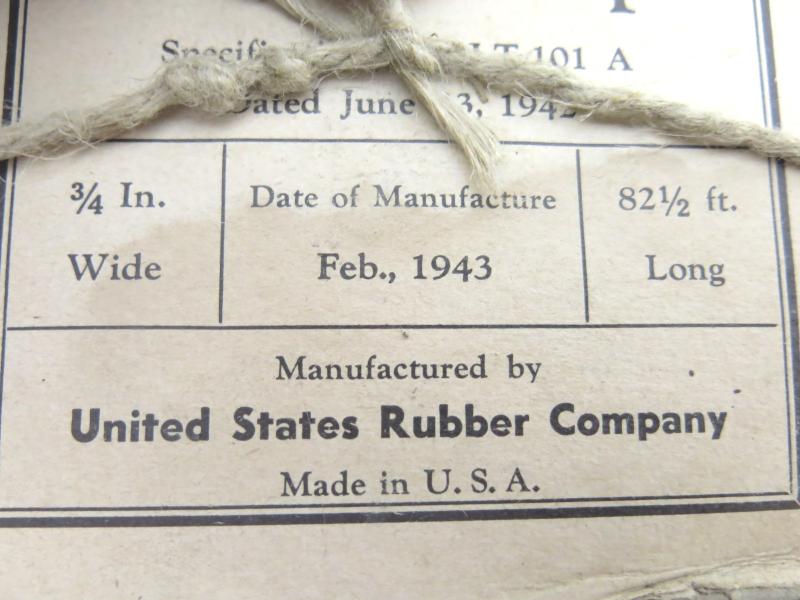 101 A
Dated June 3, 1942
¾ In.
Wide
Date of Manufacture
Feb., 1943
82½ ft.
Long
Manufactured by
United States Rubber Company
Made in U. S. A.